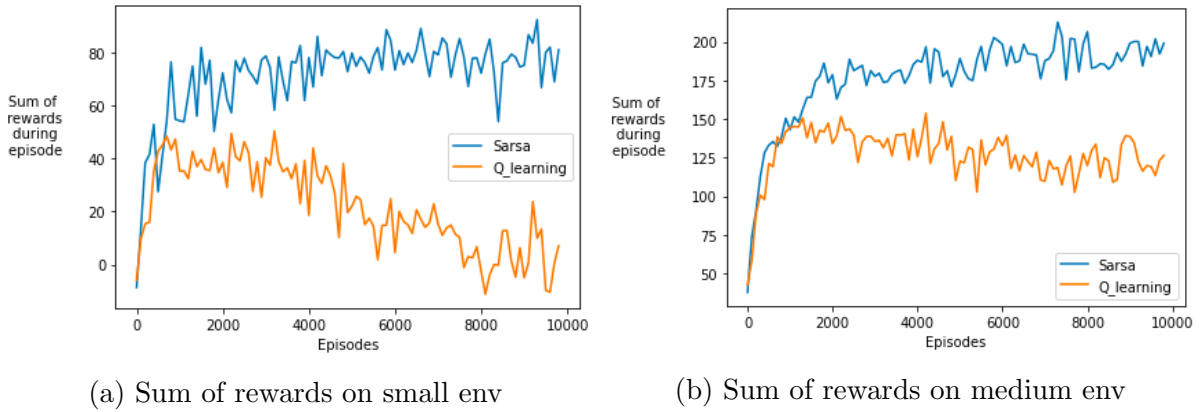 80
60
40
20
0
Sum of
rewards
during
episode
Sarsa
Q_learning
0
2000
4000
6000
8000
10000
Episodes
(a) Sum of rewards on small env
200
175
150
125
100
75
50
Sum of
rewards
during
episode
Sarsa
Q_learning
0
2000
4000
6000
8000
10000
Episodes
(b) Sum of rewards on medium env